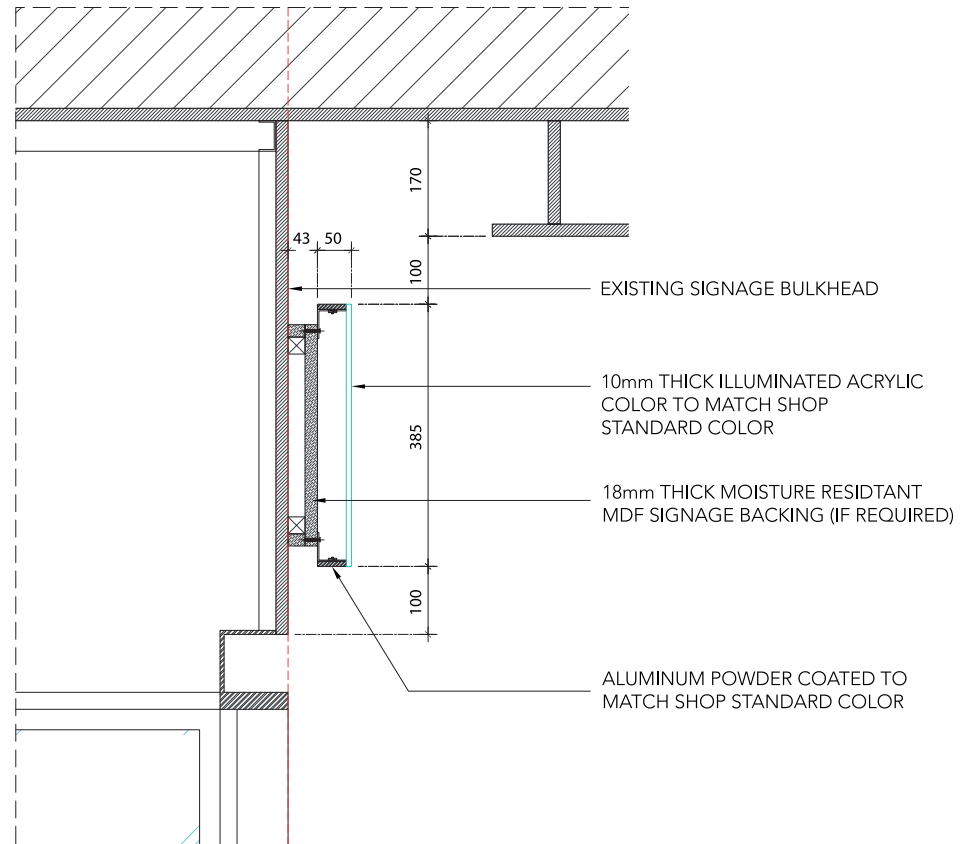 170
43 50
100
EXISTING SIGNAGE BULKHEAD
10mm THICK ILLUMINATED ACRYLIC
COLOR TO MATCH SHOP
STANDARD COLOR
385
18mm THICK MOISTURE RESIDTANT
MDF SIGNAGE BACKING (IF REQUIRED)
100
ALUMINUM POWDER COATED TO
MATCH SHOP STANDARD COLOR